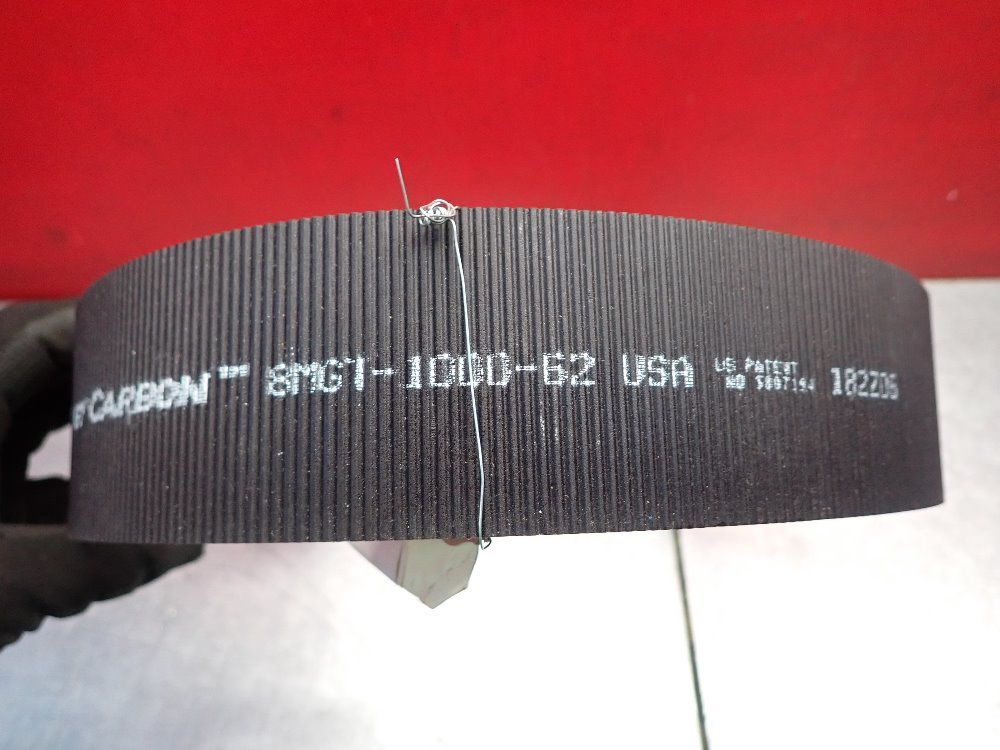 CARBON™ 8MGT-1000-62 USA
US PATENT
NO 5807194
182206